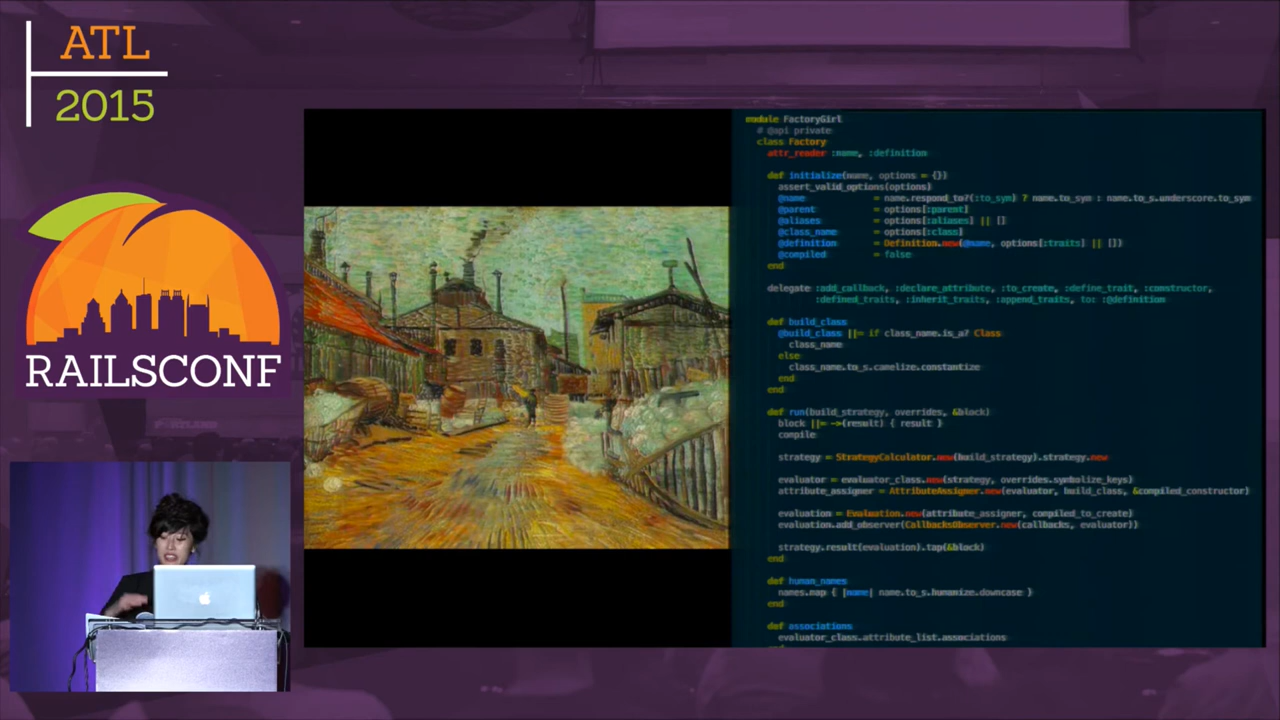 ATL
2015
RAILSCONF
PORTLAND
module FactoryGirl
# @api private
class Factory
attr_reader :name, :definition
def initialize(name, options = {})
assert_valid_options(options)
@name = name.respond_to?(:to_sym) ? name.to_sym : name.to_s.underscore.to_sym
@parent = options[:parent]
@aliases = options[:aliases] || []
@class_name = options[:class]
@definition = Definition.new(@name, options[:traits] || [])
@compiled = false
end
delegate :add_callback, :declare_attribute, :to_create, :define_trait, :constructor,
:defined_traits, :inherit_traits, :append_traits, to: :@definition
def build_class
@build_class ||= if class_name.is_a? Class
class_name
else
class_name.to_s.camelize.constantize
end
end
def run(build_strategy, overrides, &block)
block ||= ->(result) { result }
compile
strategy = StrategyCalculator.new(build_strategy).strategy.new
evaluator = evaluator_class.new(strategy, overrides.symbolize_keys)
attribute_assigner = AttributeAssigner.new(evaluator, build_class, &compiled_constructor)
evaluation = Evaluation.new(attribute_assigner, compiled_to_create)
evaluation.add_observer(CallbacksObserver.new(callbacks, evaluator))
strategy.result(evaluation).tap(&block)
end
def human_names
names.map { |name| name.to_s.humanize.downcase }
end
def associations
evaluator_class.attribute_list.associations
end